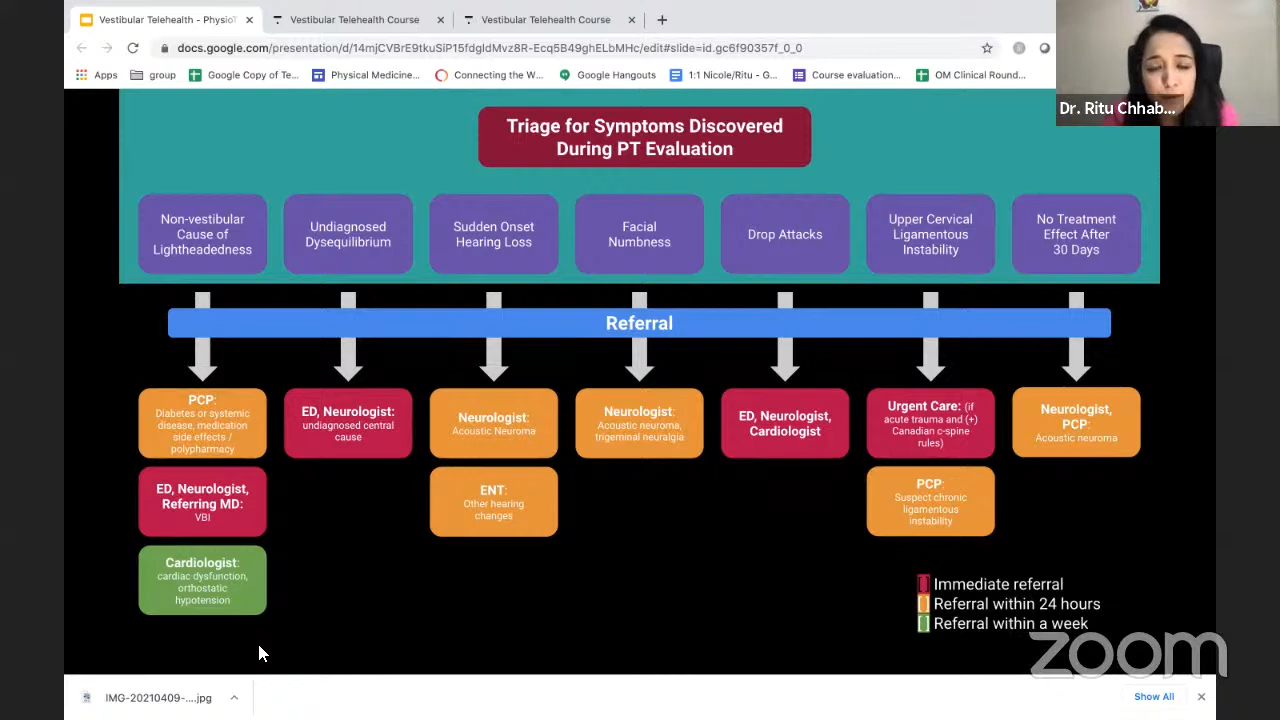 Vestibular Telehealth - PhysioT
Vestibular Telehealth Course
Vestibular Telehealth Course
docs.google.com/presentation/d/14mjCVBrE9tkuSiP15fdgldMvz8R-Ecq5B49ghELbMHc/edit#slide=id.gc6f90357f_0_0
Apps
group
Google Copy of Te...
Physical Medicine...
Connecting the W...
Google Hangouts
1:1 Nicole/Ritu - G...
Course evaluation...
OM Clinical Round...
Dr. Ritu Chhab...
Triage for Symptoms Discovered
During PT Evaluation
Non-vestibular
Cause of
Lightheadedness
Undiagnosed
Dysequilibrium
Sudden Onset
Hearing Loss
Facial
Numbness
Drop Attacks
Upper Cervical
Ligamentous
Instability
No Treatment
Effect After
30 Days
Referral
PCP:
Diabetes or systemic
disease, medication
side effects /
polypharmacy
ED, Neurologist:
undiagnosed central
cause
Neurologist:
Acoustic Neuroma
Neurologist:
Acoustic neuroma,
trigeminal neuralgia
ED, Neurologist,
Cardiologist
Urgent Care: (if
acute trauma and (+)
Canadian c-spine
rules)
Neurologist,
PCP:
Acoustic neuroma
ED, Neurologist,
Referring MD:
VBI
ENT:
Other hearing
changes
PCP:
Suspect chronic
ligamentous
instability
Cardiologist:
cardiac dysfunction,
orthostatic
hypotension
[ ] Immediate referral
[ ] Referral within 24 hours
[ ] Referral within a week
zoom
IMG-20210409-....jpg
Show All